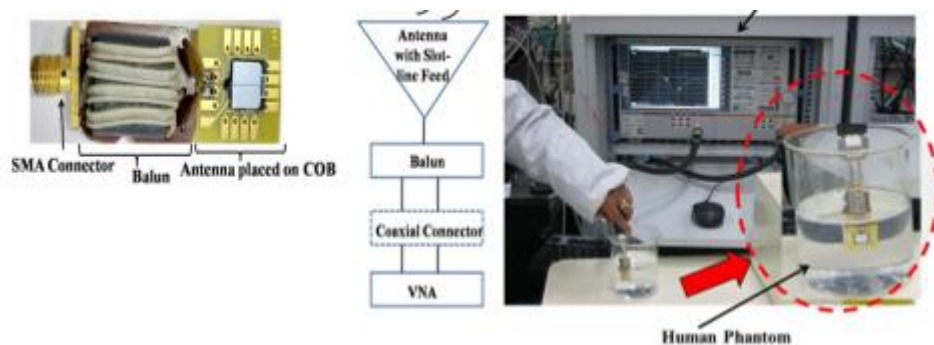 SMA Connector
Balun
Antenna placed on COB
Antenna
with Slot-
line Feed
Balun
Coaxial Connector
VNA
Human Phantom